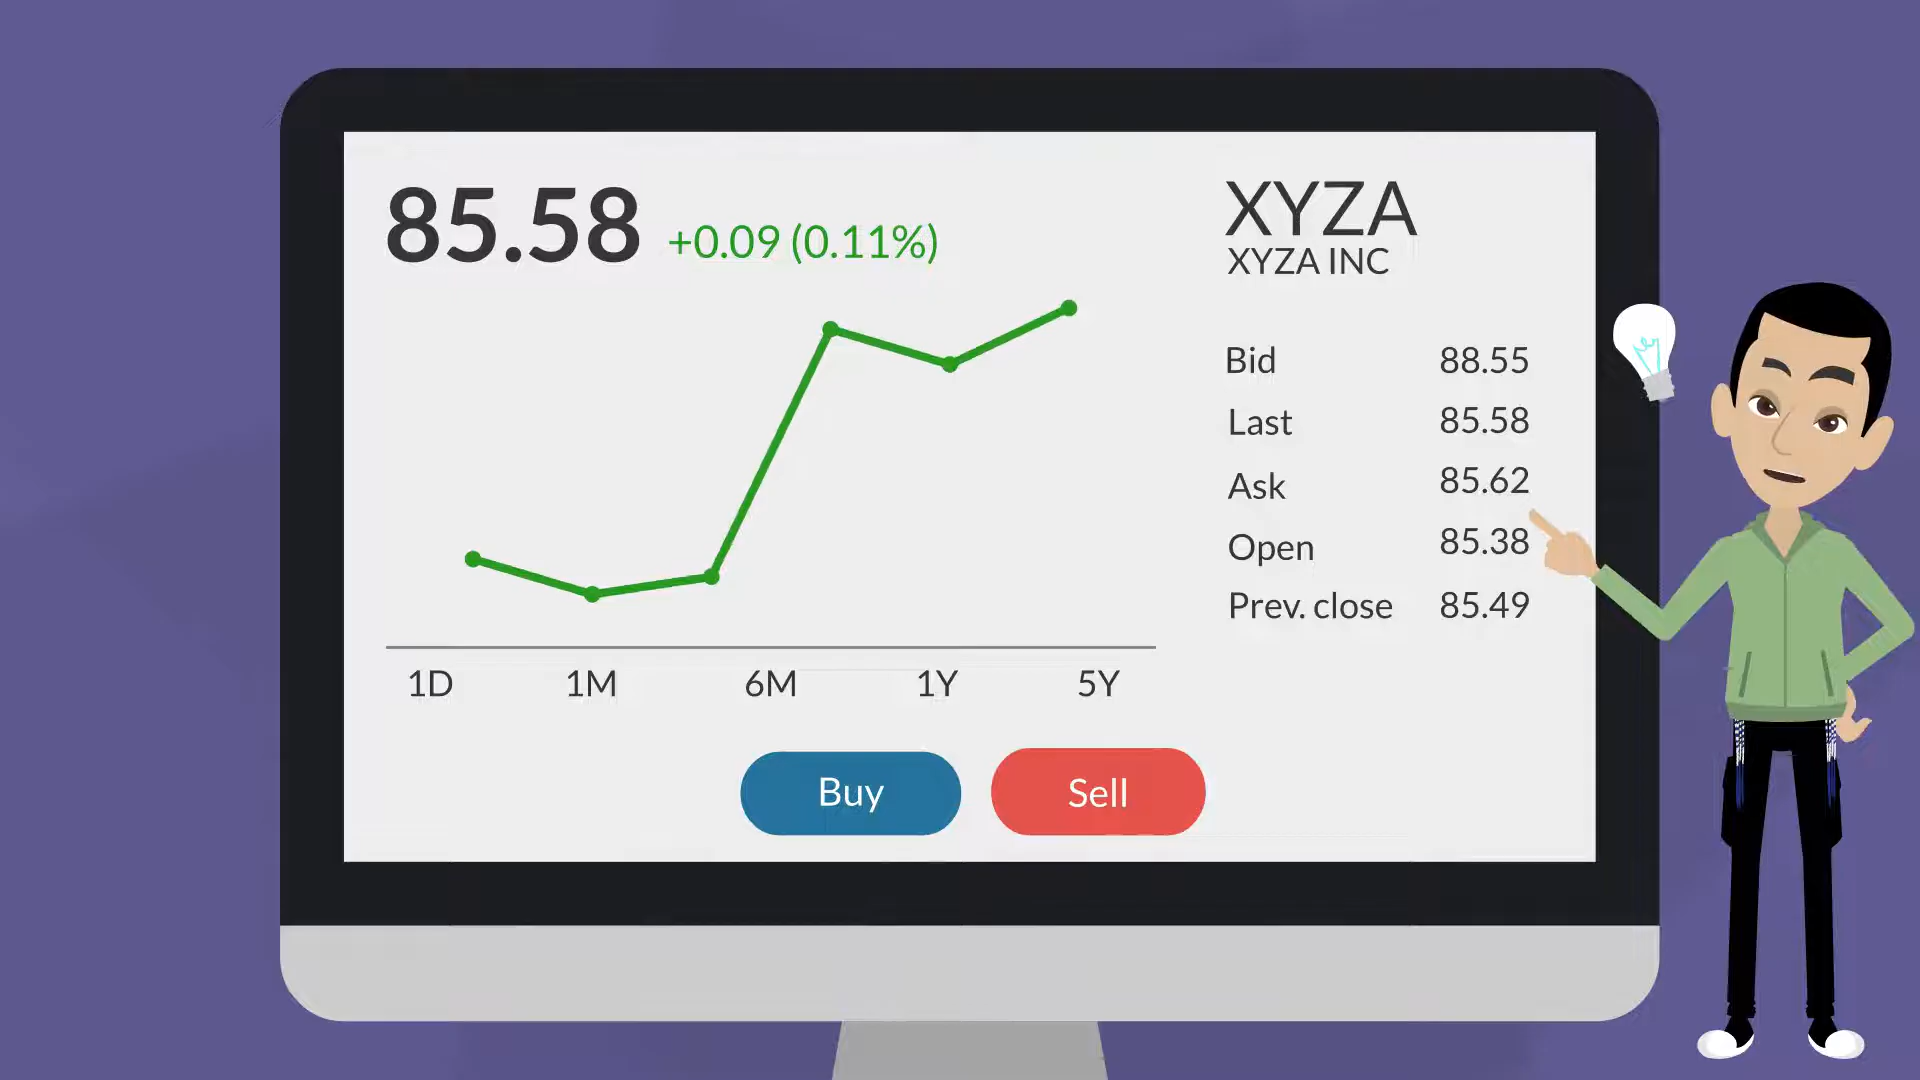 85.58 +0.09 (0.11%)
XYZA
XYZA INC
Bid 88.55
Last 85.58
Ask 85.62
Open 85.38
Prev. close 85.49
1D 1M 6M 1Y 5Y
Buy Sell